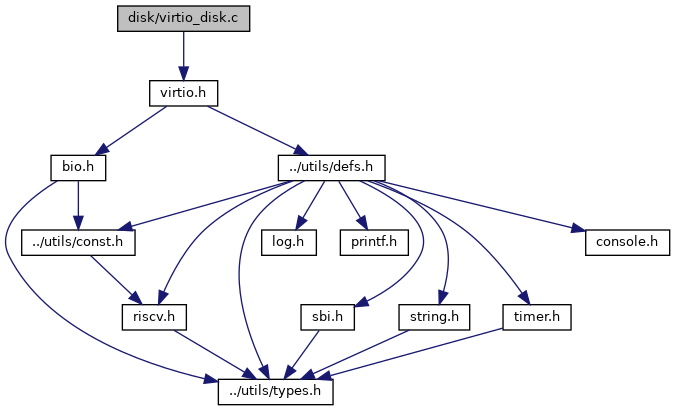 disk/virtio_disk.c
virtio.h
bio.h
../utils/defs.h
../utils/const.h
log.h
printf.h
console.h
riscv.h
sbi.h
string.h
timer.h
../utils/types.h